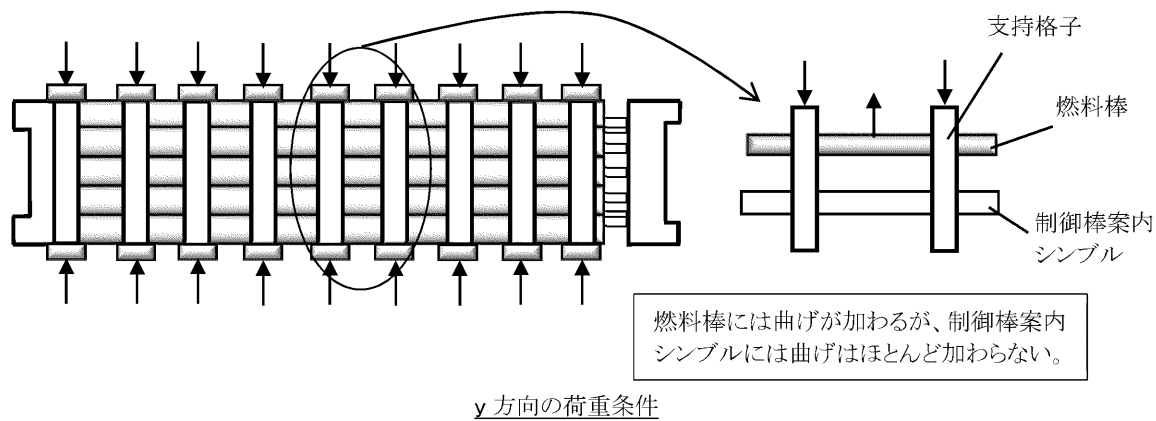 支持格子
燃料棒
制御棒案内
シンブル
燃料棒には曲げが加わるが、制御棒案内
シンブルには曲げはほとんど加わらない。
y 方向の荷重条件